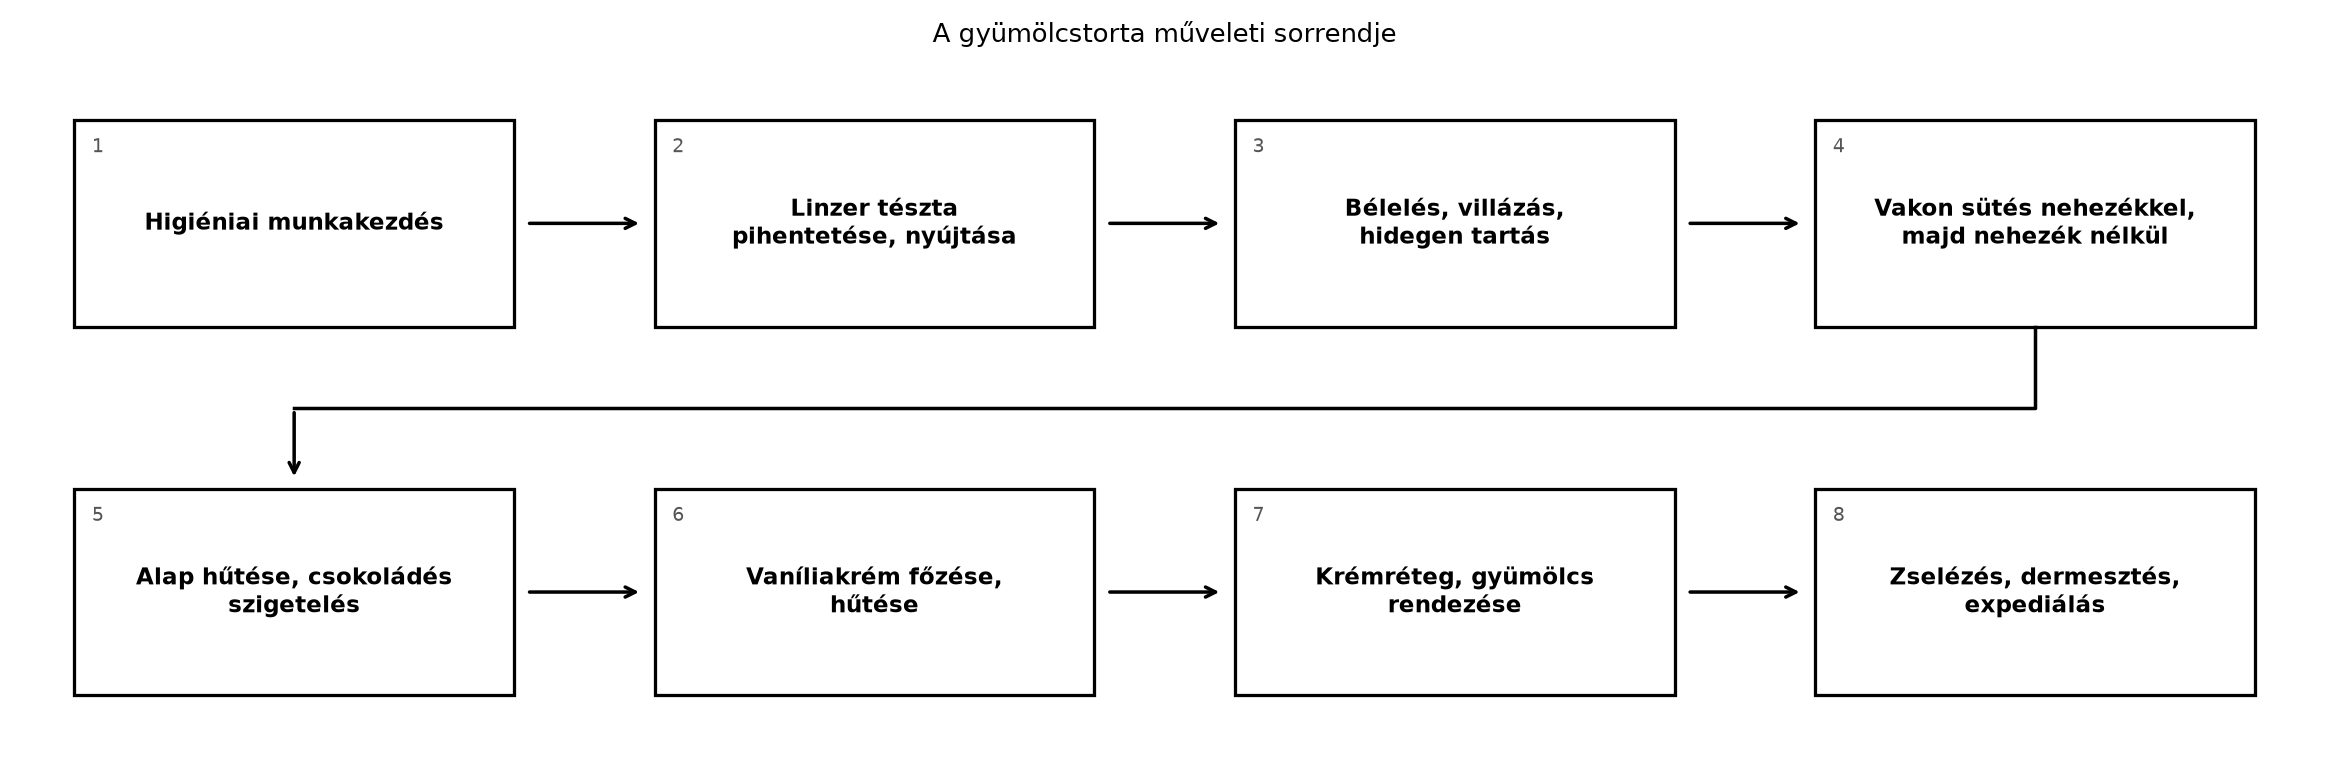 A gyümölcstorta műveleti sorrendje
1
Higiéniai munkakezdés
2
Linzer tészta
pihentetése, nyújtása
3
Bélelés, villázás,
hidegen tartás
4
Vakon sütés nehezékkel,
majd nehezék nélkül
5
Alap hűtése, csokoládés
szigetelés
6
Vaníliakrém főzése,
hűtése
7
Krémréteg, gyümölcs
rendezése
8
Zselézés, dermesztés,
expediálás